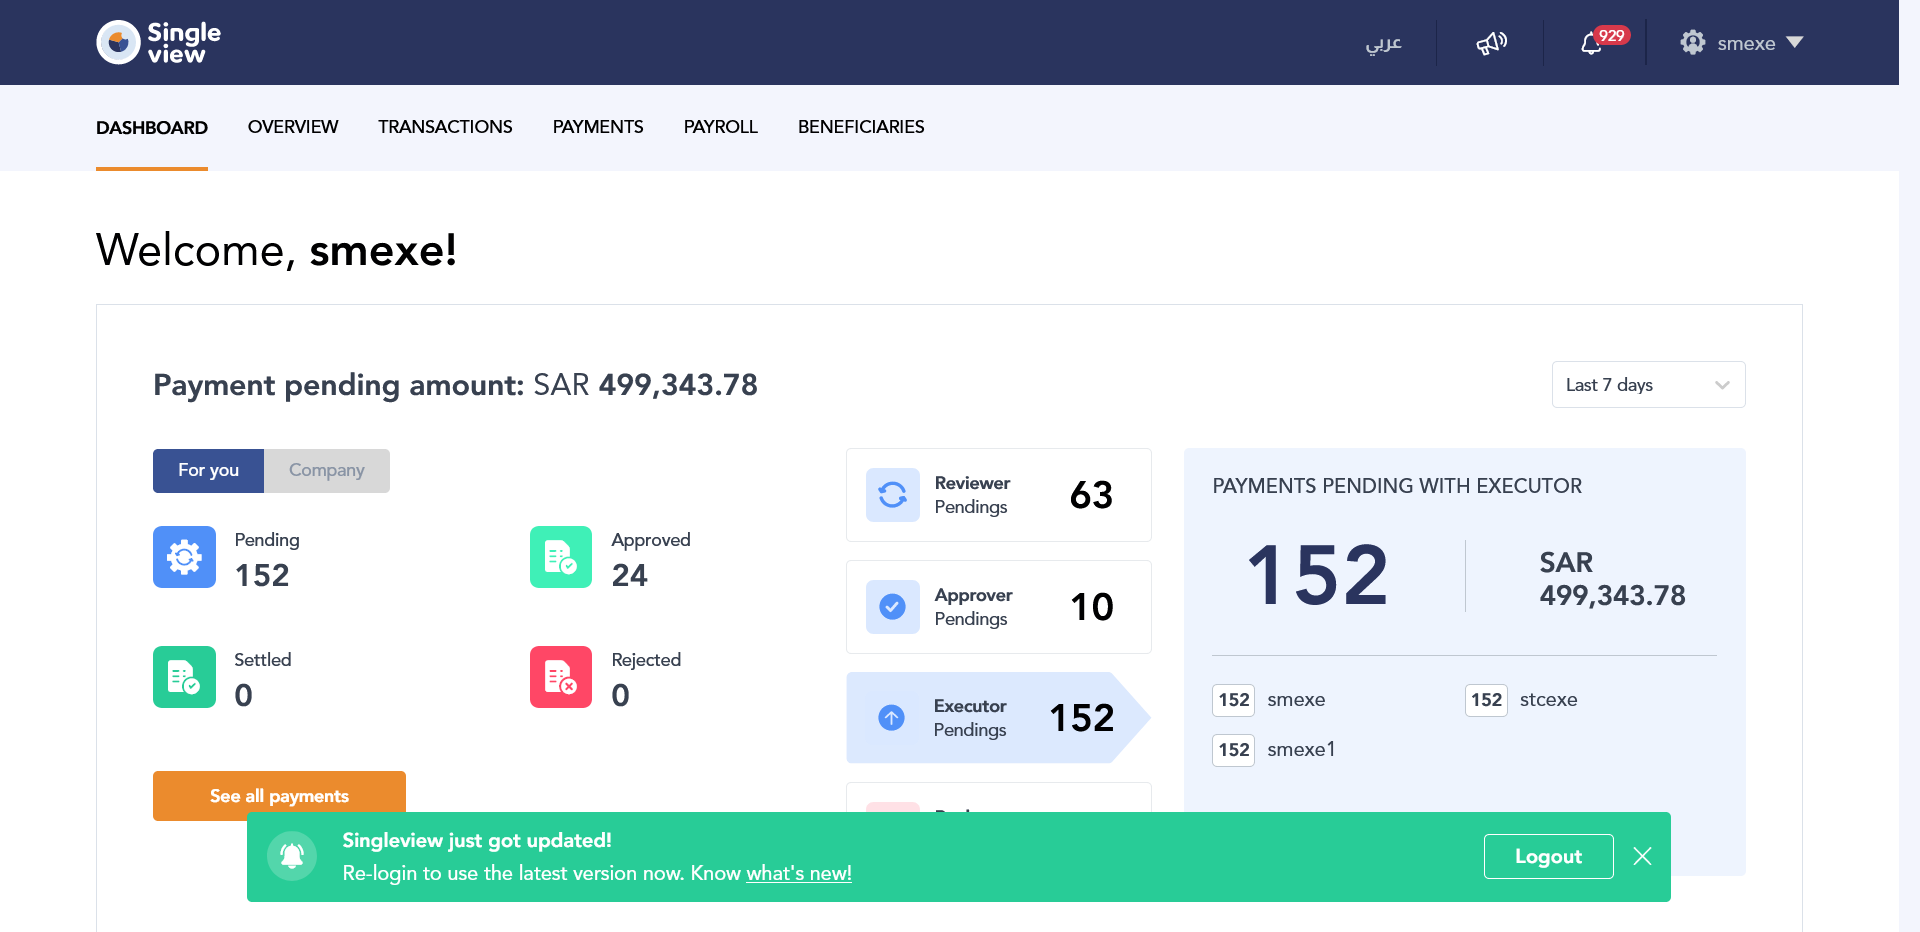 Single
view
عربي
929
smexe
DASHBOARD
OVERVIEW
TRANSACTIONS
PAYMENTS
PAYROLL
BENEFICIARIES
Welcome, smexe!
Payment pending amount: SAR 499,343.78
Last 7 days
For you
Company
Pending
152
Approved
24
Settled
0
Rejected
0
See all payments
Reviewer
Pendings
63
Approver
Pendings
10
Executor
Pendings
152
PAYMENTS PENDING WITH EXECUTOR
152
SAR
499,343.78
152 smexe
152 stcexe
152 smexe1
Singleview just got updated!
Re-login to use the latest version now. Know what's new!
Logout